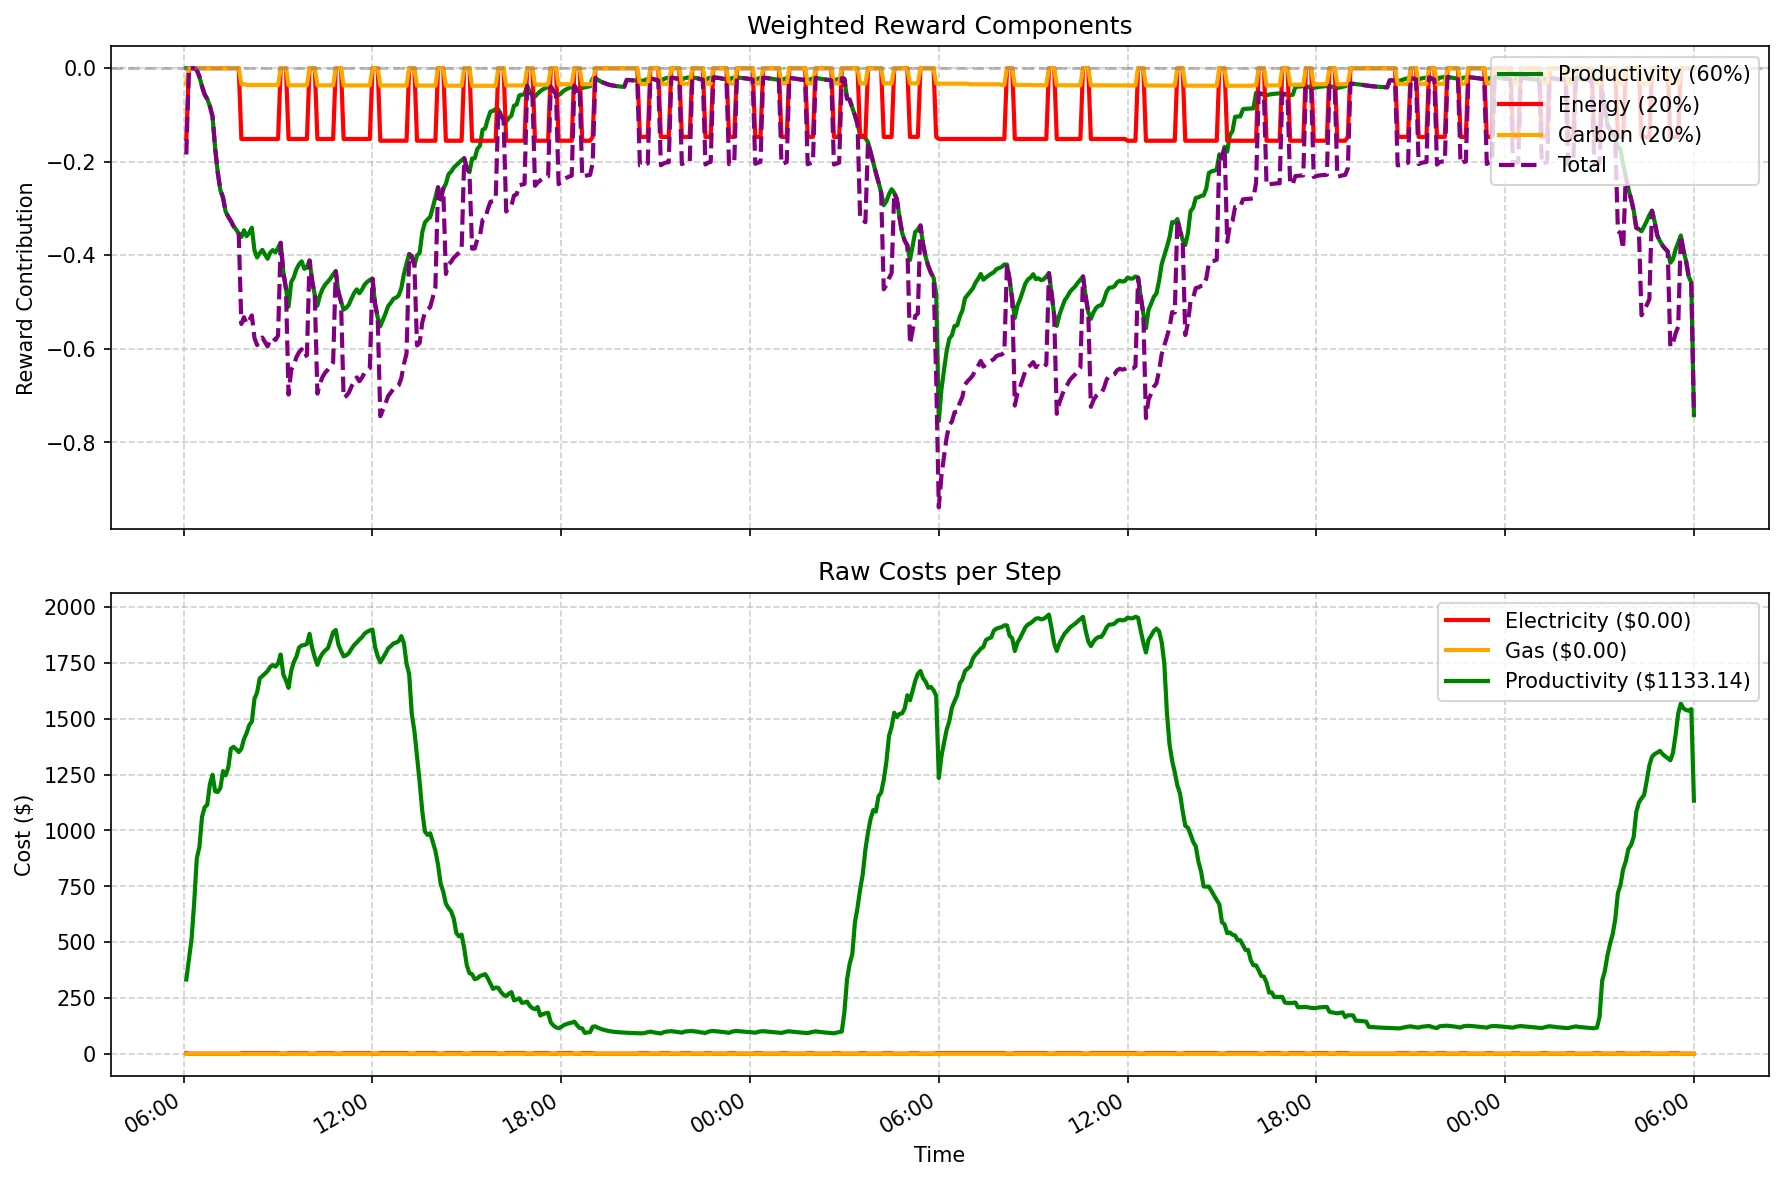 Weighted Reward Components
0.0
−0.2
−0.4
−0.6
−0.8
Reward Contribution
Productivity (60%)
Energy (20%)
Carbon (20%)
Total
Raw Costs per Step
2000
1750
1500
1250
1000
750
500
250
0
Cost ($)
Electricity ($0.00)
Gas ($0.00)
Productivity ($1133.14)
06:00
12:00
18:00
00:00
06:00
12:00
18:00
00:00
06:00
Time